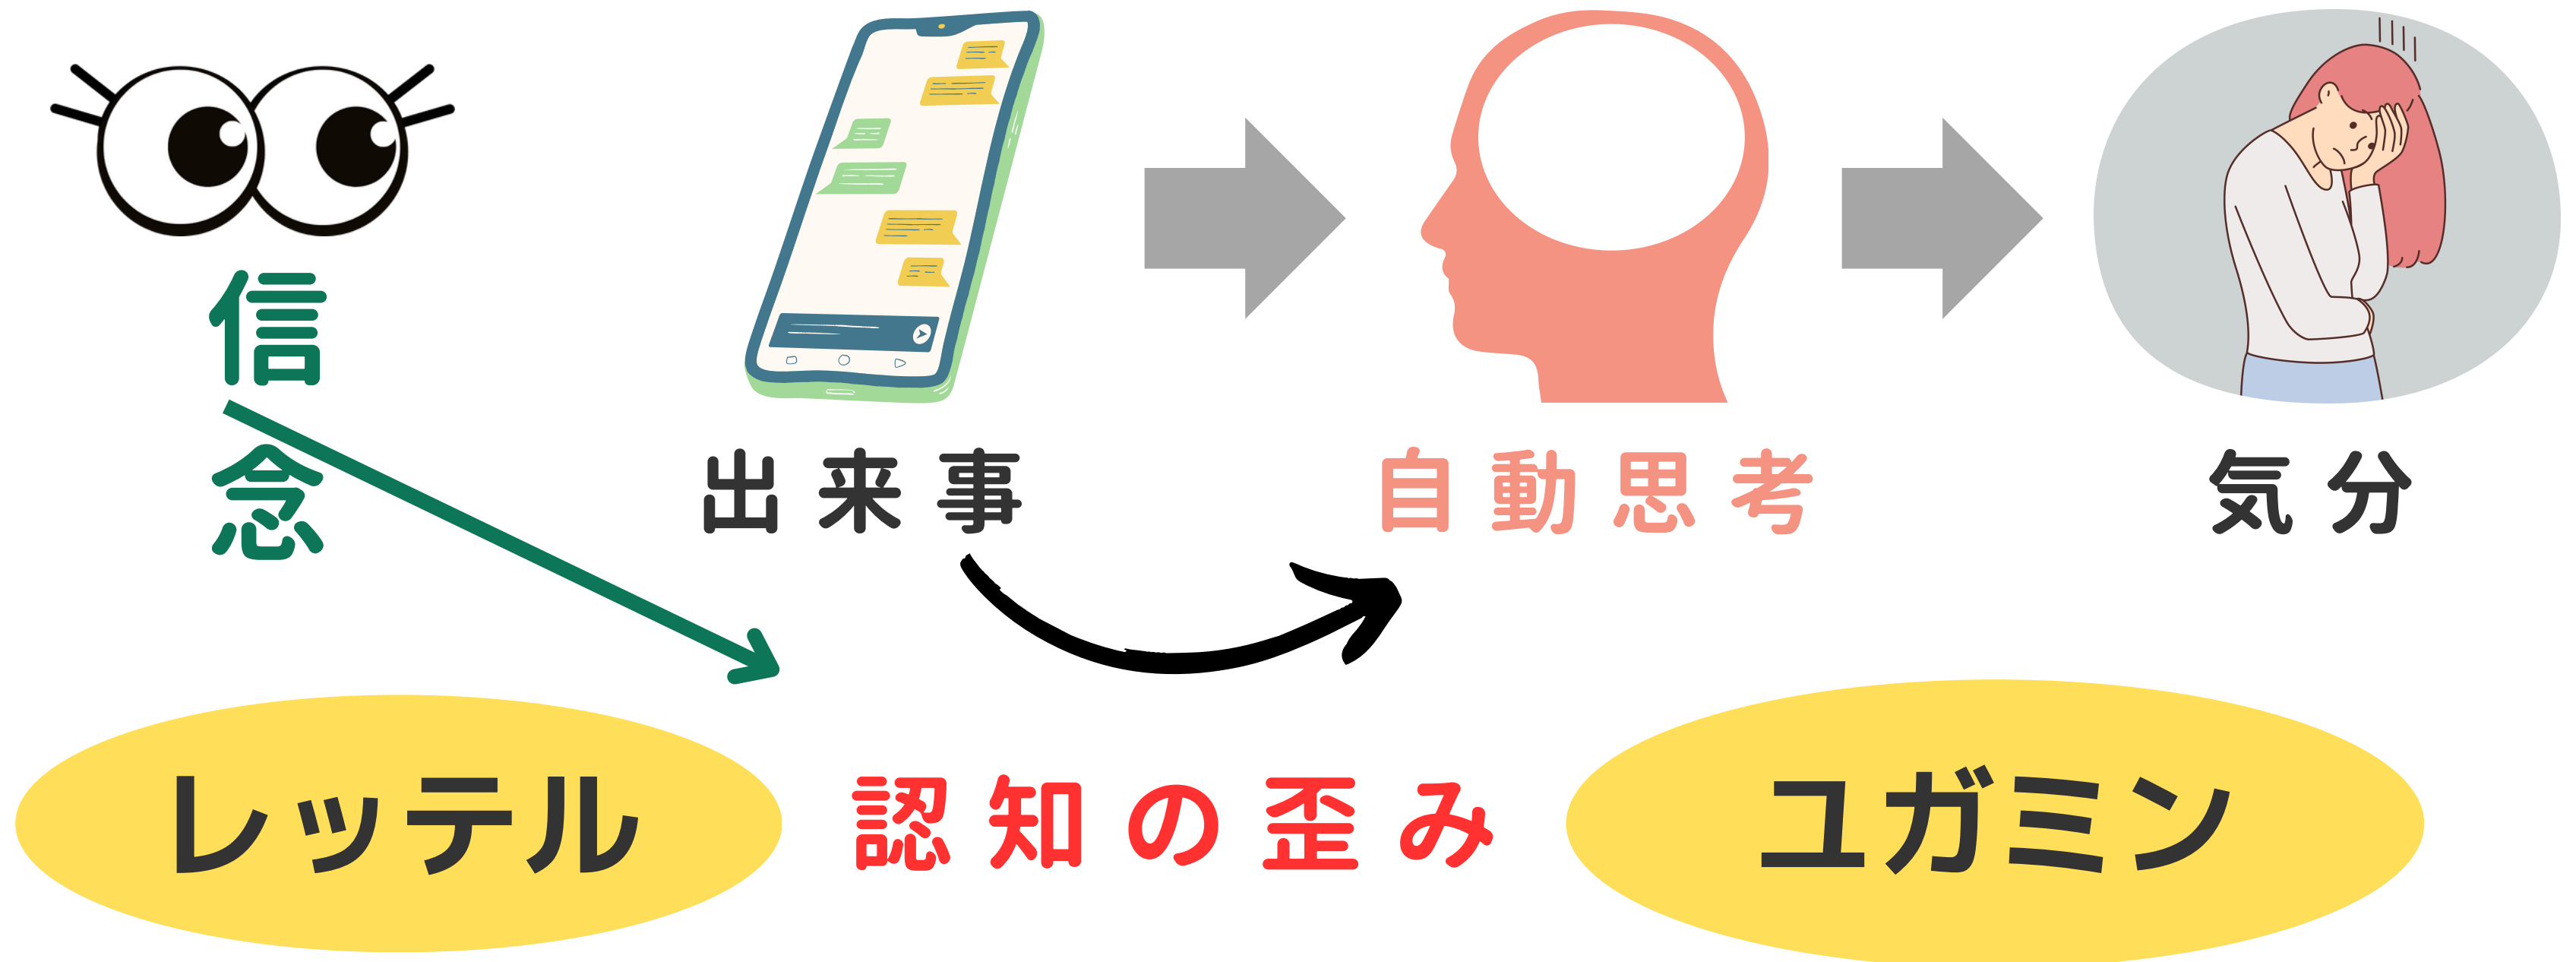 信念
出来事
自動思考
気分
レッテル
認知の歪み
ユガミン